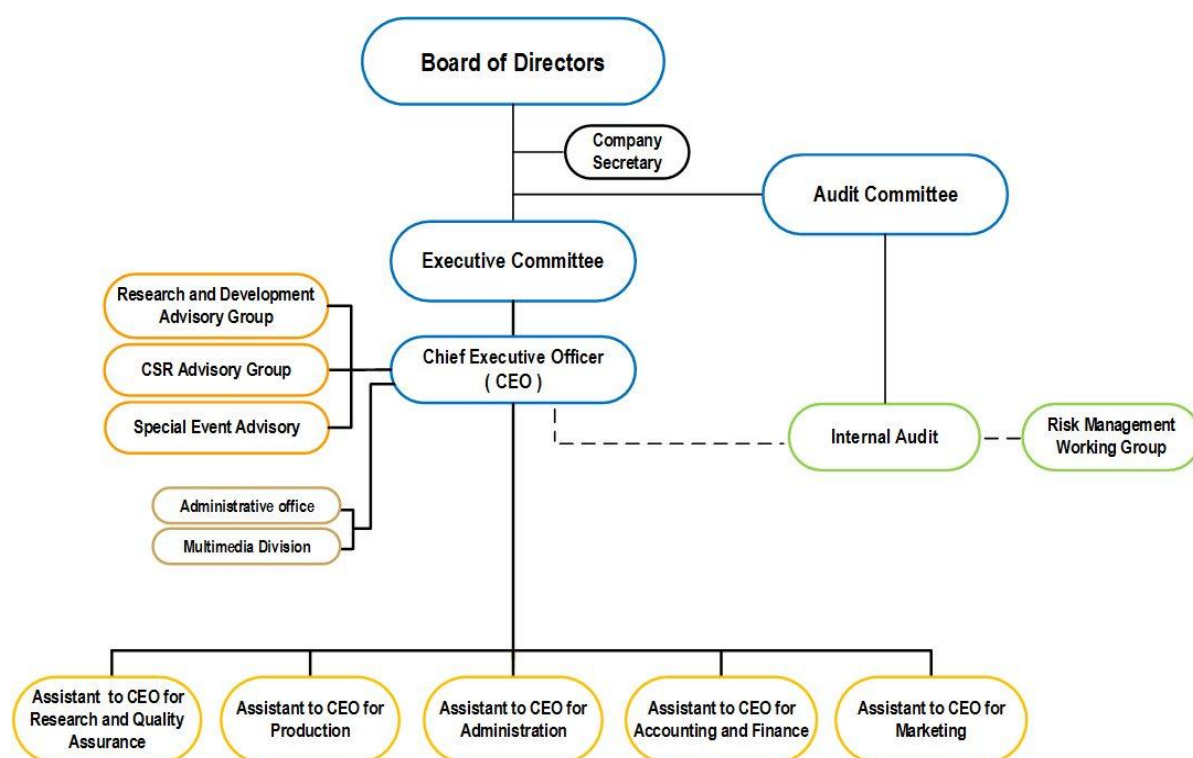 Board of Directors
Company
Secretary
Audit Committee
Executive Committee
Research and Development
Advisory Group
CSR Advisory Group
Special Event Advisory
Chief Executive Officer
( CEO )
Internal Audit
Risk Management
Working Group
Administrative office
Multimedia Division
Assistant to CEO for
Research and Quality
Assurance
Assistant to CEO for
Production
Assistant to CEO for
Administration
Assistant to CEO for
Accounting and Finance
Assistant to CEO for
Marketing